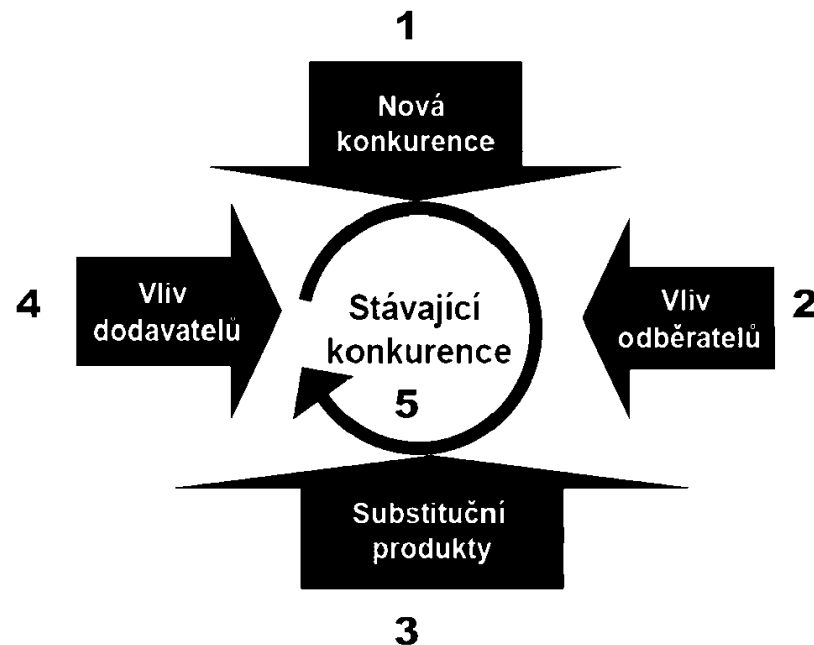 1
Nová
konkurence
4
Vliv
dodavatelů
Stávající
konkurence
5
Vliv
odběratelů
2
Substituční
produkty
3